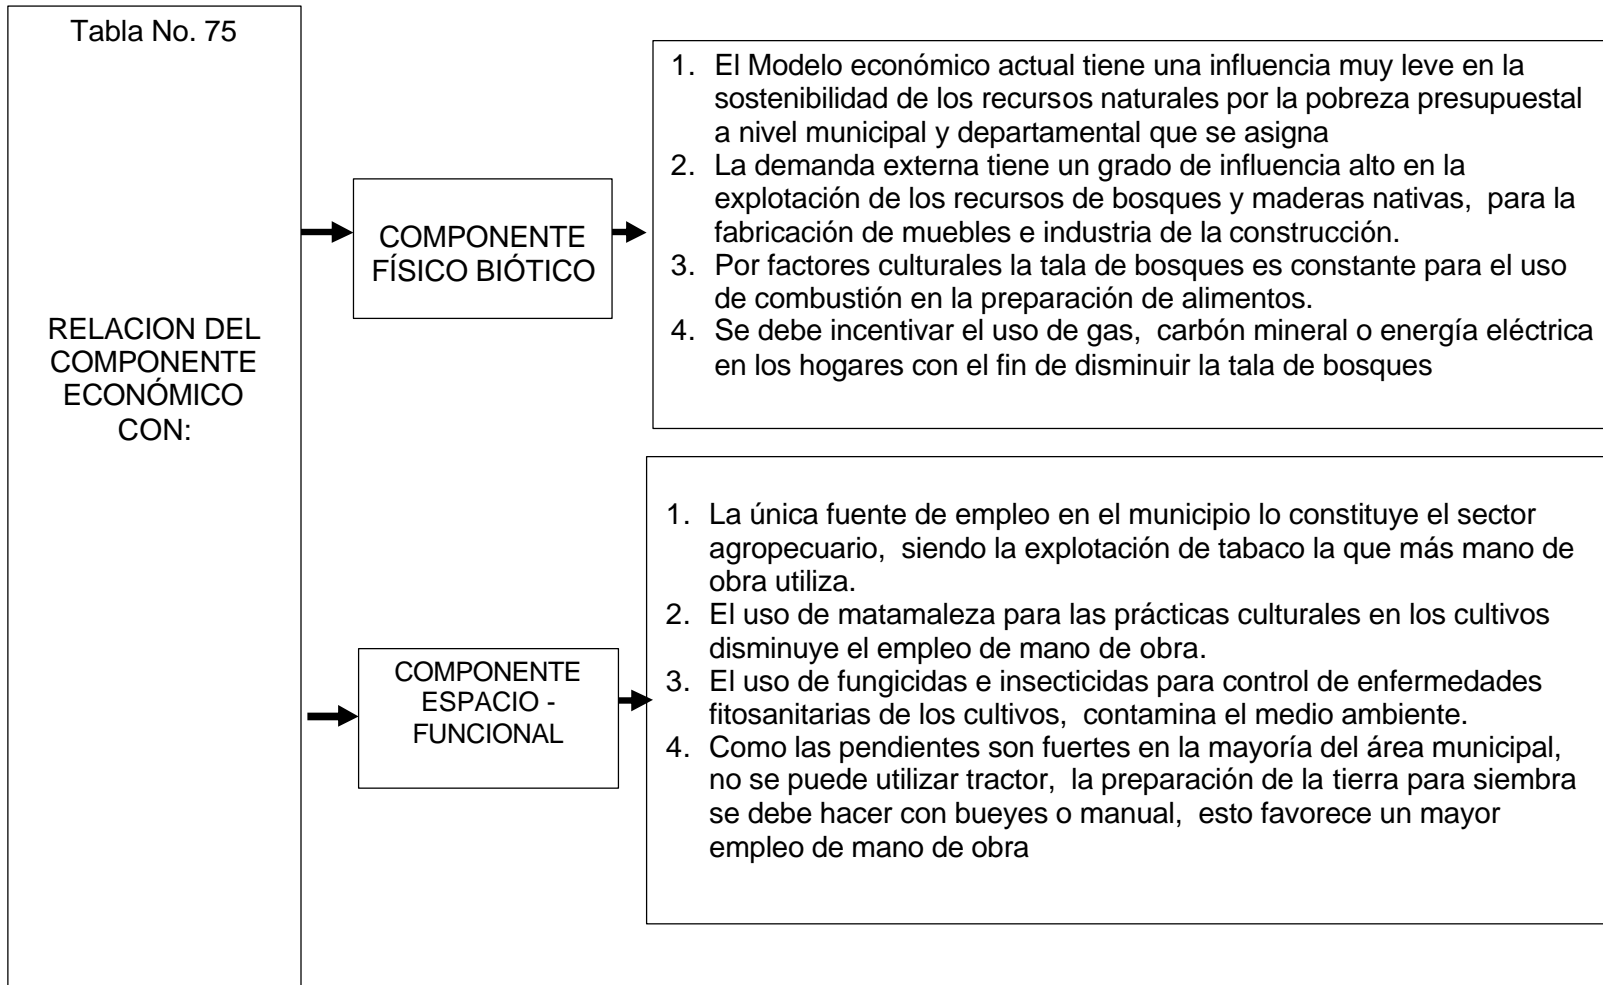 Tabla No. 75
RELACION DEL
COMPONENTE
ECONÓMICO
CON:
COMPONENTE
FÍSICO BIÓTICO
1. El Modelo económico actual tiene una influencia muy leve en la
sostenibilidad de los recursos naturales por la pobreza presupuestal
a nivel municipal y departamental que se asigna
2. La demanda externa tiene un grado de influencia alto en la
explotación de los recursos de bosques y maderas nativas, para la
fabricación de muebles e industria de la construcción.
3. Por factores culturales la tala de bosques es constante para el uso
de combustión en la preparación de alimentos.
4. Se debe incentivar el uso de gas, carbón mineral o energía eléctrica
en los hogares con el fin de disminuir la tala de bosques
COMPONENTE
ESPACIO -
FUNCIONAL
1. La única fuente de empleo en el municipio lo constituye el sector
agropecuario, siendo la explotación de tabaco la que más mano de
obra utiliza.
2. El uso de matamaleza para las prácticas culturales en los cultivos
disminuye el empleo de mano de obra.
3. El uso de fungicidas e insecticidas para control de enfermedades
fitosanitarias de los cultivos, contamina el medio ambiente.
4. Como las pendientes son fuertes en la mayoría del área municipal,
no se puede utilizar tractor, la preparación de la tierra para siembra
se debe hacer con bueyes o manual, esto favorece un mayor
empleo de mano de obra